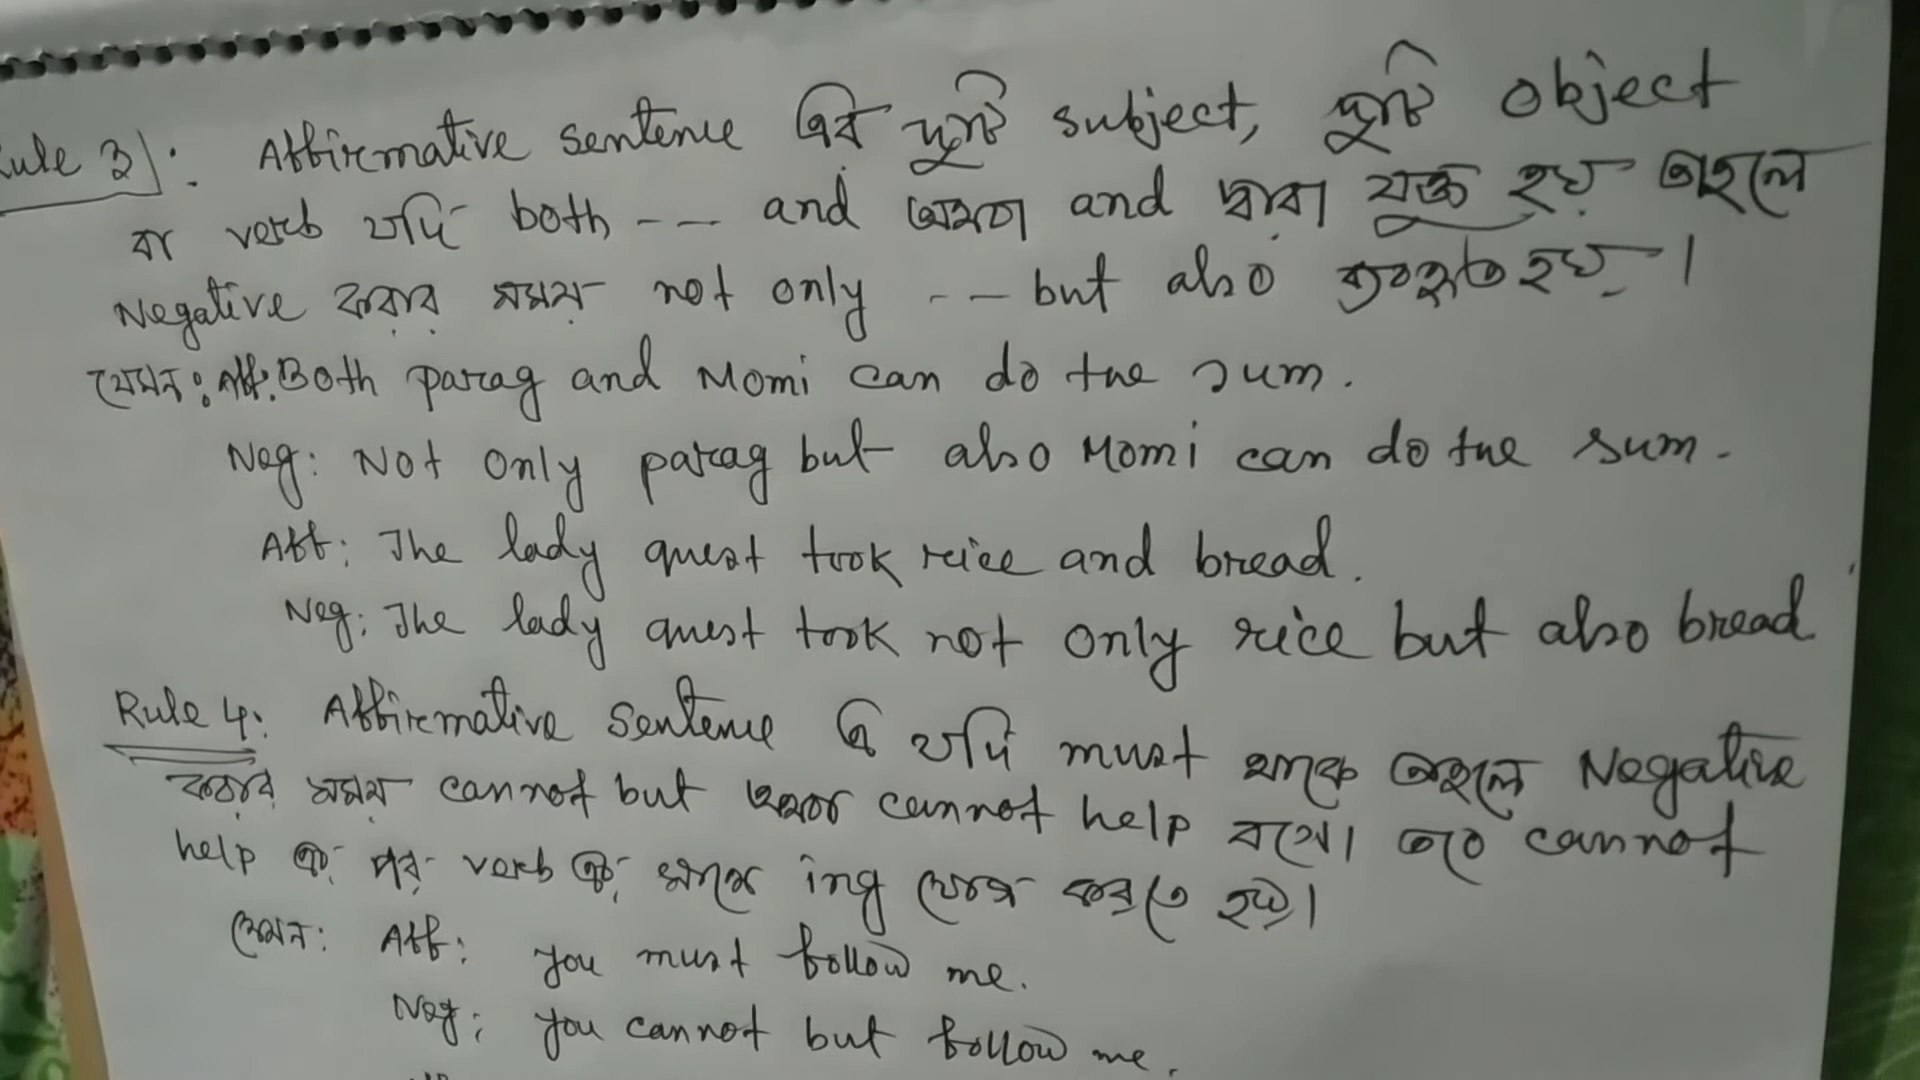 Rule 3): Affirmative sentence এর দুটি subject, দুটি object
বা verb যদি both --- and অথবা and দ্বারা যুক্ত হয় তাহলে
Negative করার সময় not only --- but also ব্যবহৃত হয়।
যেমন: Aff: Both parag and Momi can do the sum.
Neg: Not only parag but also Momi can do the sum.
Aff: The lady guest took rice and bread.
Neg: The lady guest took not only rice but also bread
Rule 4: Affirmative sentence এ যদি must থাকে তাহলে Negative
করার সময় cannot but অথবা cannot help বসে। তবে cannot
help এর পর verb এর সাথে ing যোগ করতে হয়।
যেমন: Aff: you must follow me.
Neg: you cannot but follow me.